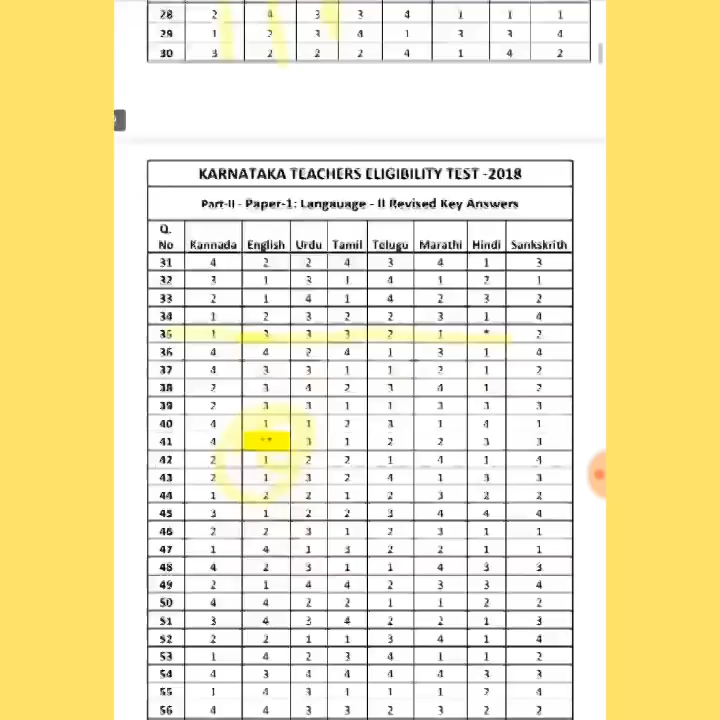 28 2 4 3 3 4 1 1 1
29 1 2 3 4 1 3 3 4
30 3 2 2 2 4 1 4 2
KARNATAKA TEACHERS ELIGIBILITY TEST -2018
Part-II - Paper-1: Langauage - II Revised Key Answers
Q.
No Kannada English Urdu Tamil Telugu Marathi Hindi Sankskrith
31 4 2 2 4 3 4 1 3
32 3 1 3 1 4 1 2 1
33 2 1 4 1 4 2 3 2
34 1 2 3 2 2 3 1 4
35 1 3 3 3 2 1 * 2
36 4 4 2 4 1 3 1 4
37 4 3 3 1 1 2 1 2
38 2 3 4 2 3 4 1 2
39 2 3 3 1 1 3 3 3
40 4 1 1 2 3 1 4 1
41 4 ** 3 1 2 2 3 3
42 2 1 2 2 1 4 1 4
43 2 1 3 2 4 1 3 3
44 1 2 2 1 2 3 2 2
45 3 1 2 2 3 4 4 4
46 2 2 3 1 2 3 1 1
47 1 4 1 3 2 2 1 1
48 4 2 3 1 1 4 3 3
49 2 1 4 4 2 3 3 4
50 4 4 2 2 1 1 2 2
51 3 4 3 4 2 2 1 3
52 2 2 1 1 3 4 1 4
53 1 4 2 3 4 1 1 2
54 4 3 4 4 4 4 3 3
55 1 4 3 1 1 1 2 4
56 4 4 3 3 2 3 2 2